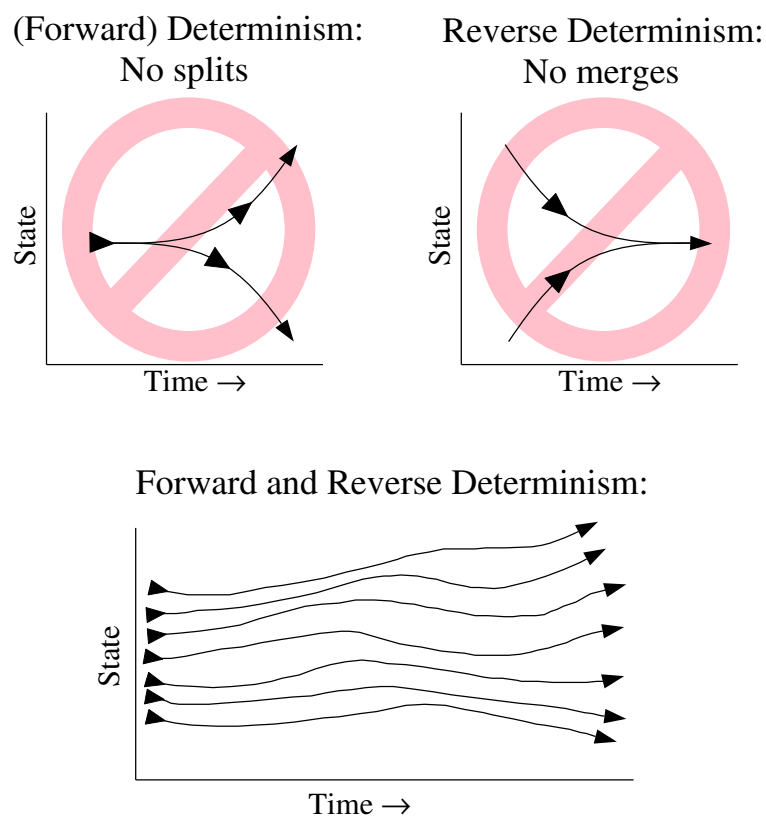 (Forward) Determinism:
No splits
State
Time →
Reverse Determinism:
No merges
State
Time →
Forward and Reverse Determinism:
State
Time →